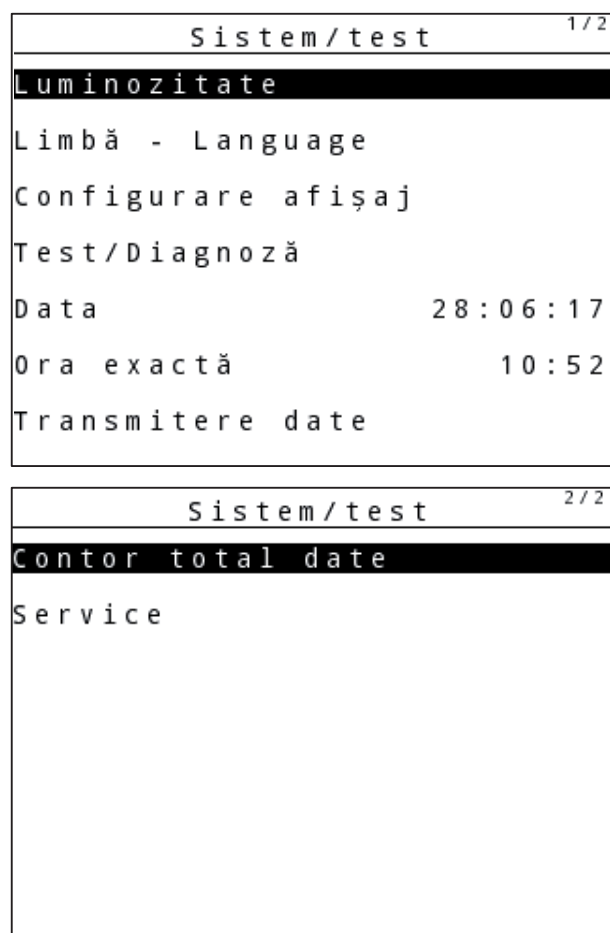 Sistem/test 1/2
Luminozitate
Limbă - Language
Configurare afișaj
Test/Diagnoză
Data 28:06:17
Ora exactă 10:52
Transmitere date
Sistem/test 2/2
Contor total date
Service